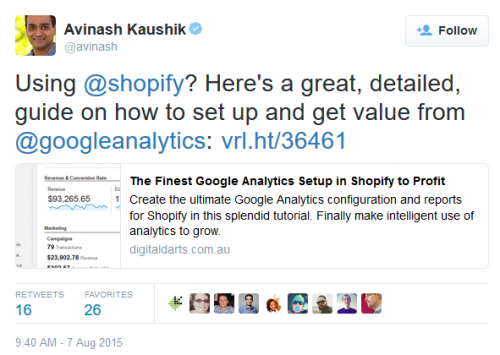 Avinash Kaushik
@avinash
Follow
Using @shopify? Here's a great, detailed,
guide on how to set up and get value from
@googleanalytics: vrl.ht/36461
Revenue & Conversion Rate
Revenue
$93,265.65
Marketing
Campaigns
79 Transactions
$23,902.78 Revenue
The Finest Google Analytics Setup in Shopify to Profit
Create the ultimate Google Analytics configuration and reports
for Shopify in this splendid tutorial. Finally make intelligent use of
analytics to grow.
digitaldarts.com.au
RETWEETS
16
FAVORITES
26
9:40 AM - 7 Aug 2015